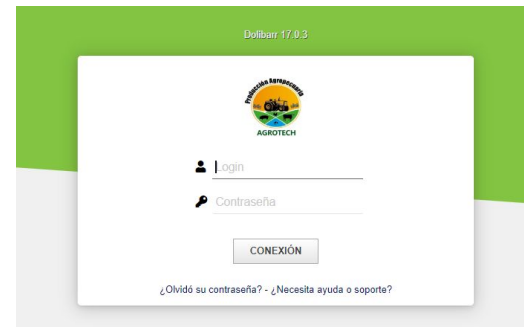 Dolibarr 17.0.3
Producción Agropecuaria
AGROTECH
Login
Contraseña
CONEXIÓN
¿Olvidó su contraseña? - ¿Necesita ayuda o soporte?